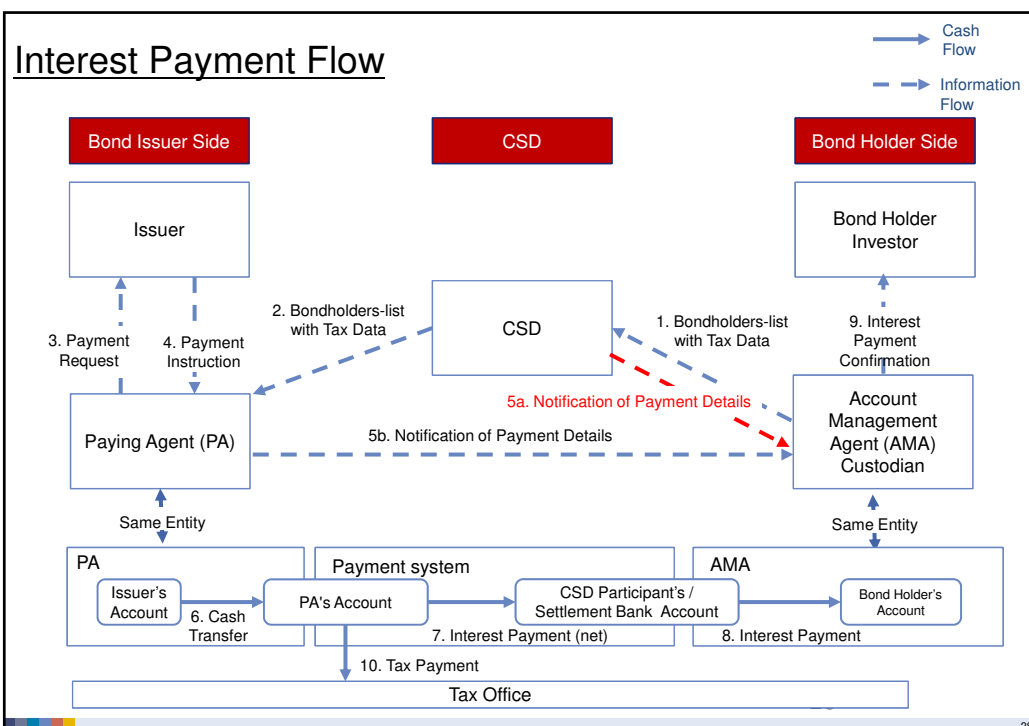 Interest Payment Flow
Cash
Flow
Information
Flow
Bond Issuer Side
CSD
Bond Holder Side
Issuer
Bond Holder
Investor
CSD
2. Bondholders-list
with Tax Data
1. Bondholders-list
with Tax Data
3. Payment
Request
4. Payment
Instruction
9. Interest
Payment
Confirmation
5a. Notification of Payment Details
Paying Agent (PA)
5b. Notification of Payment Details
Account
Management
Agent (AMA)
Custodian
Same Entity
Same Entity
PA
Payment system
AMA
Issuer's
Account
6. Cash
Transfer
PA's Account
CSD Participant's /
Settlement Bank Account
Bond Holder's
Account
7. Interest Payment (net)
8. Interest Payment
10. Tax Payment
Tax Office